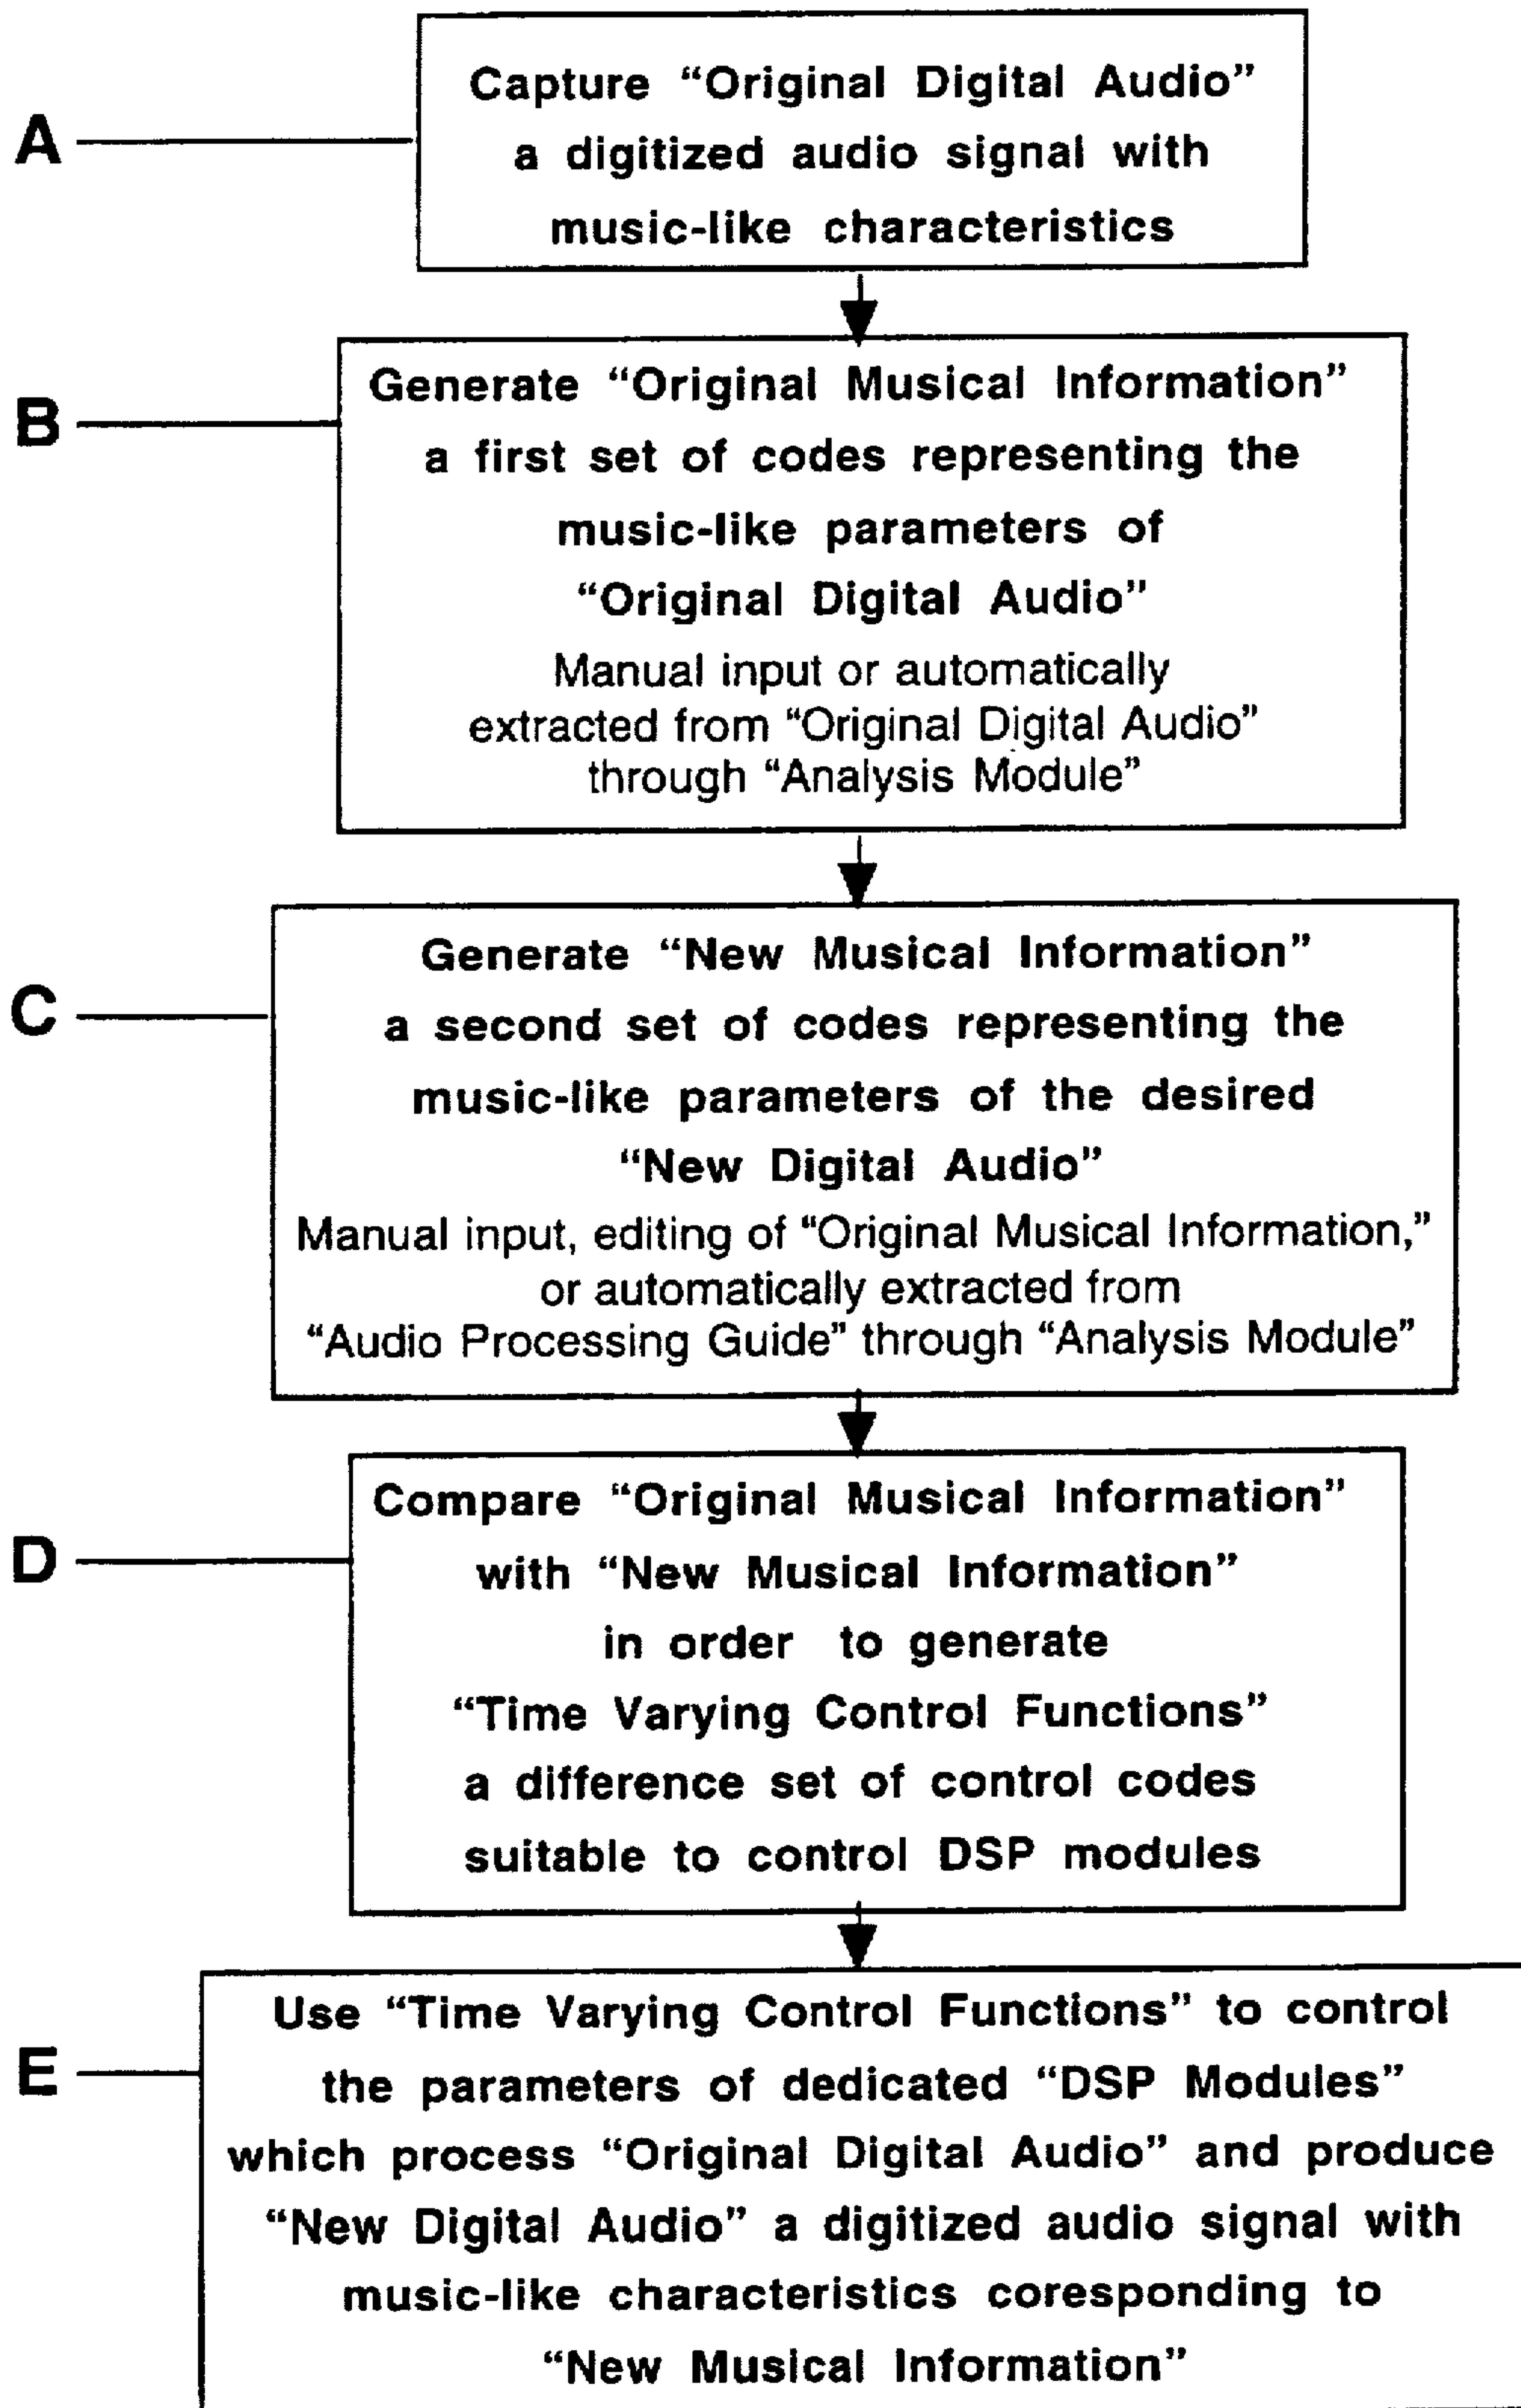 A
Capture “Original Digital Audio”
a digitized audio signal with
music-like characteristics
B
Generate “Original Musical Information”
a first set of codes representing the
music-like parameters of
“Original Digital Audio”
Manual input or automatically
extracted from “Original Digital Audio”
through “Analysis Module”
C
Generate “New Musical Information”
a second set of codes representing the
music-like parameters of the desired
“New Digital Audio”
Manual input, editing of “Original Musical Information,”
or automatically extracted from
“Audio Processing Guide” through “Analysis Module”
D
Compare “Original Musical Information”
with “New Musical Information”
in order to generate
“Time Varying Control Functions”
a difference set of control codes
suitable to control DSP modules
E
Use “Time Varying Control Functions” to control
the parameters of dedicated “DSP Modules”
which process “Original Digital Audio” and produce
“New Digital Audio” a digitized audio signal with
music-like characteristics coresponding to
“New Musical Information”